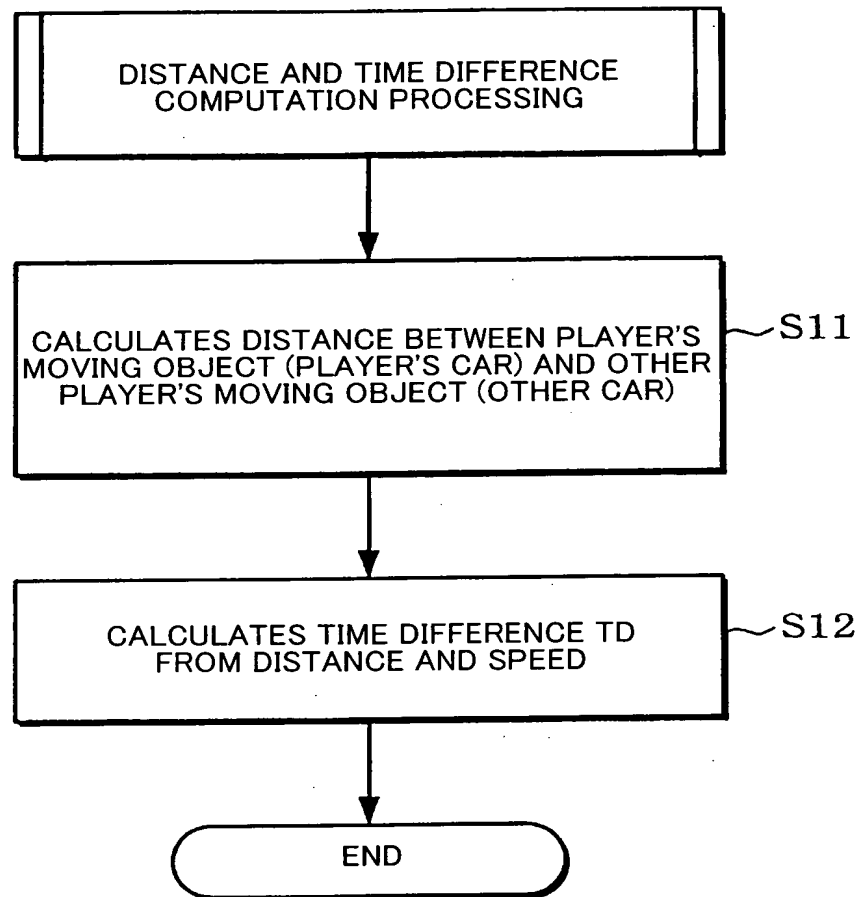 DISTANCE AND TIME DIFFERENCE
COMPUTATION PROCESSING
CALCULATES DISTANCE BETWEEN PLAYER'S
MOVING OBJECT (PLAYER'S CAR) AND OTHER
PLAYER'S MOVING OBJECT (OTHER CAR)
S11
CALCULATES TIME DIFFERENCE TD
FROM DISTANCE AND SPEED
S12
END